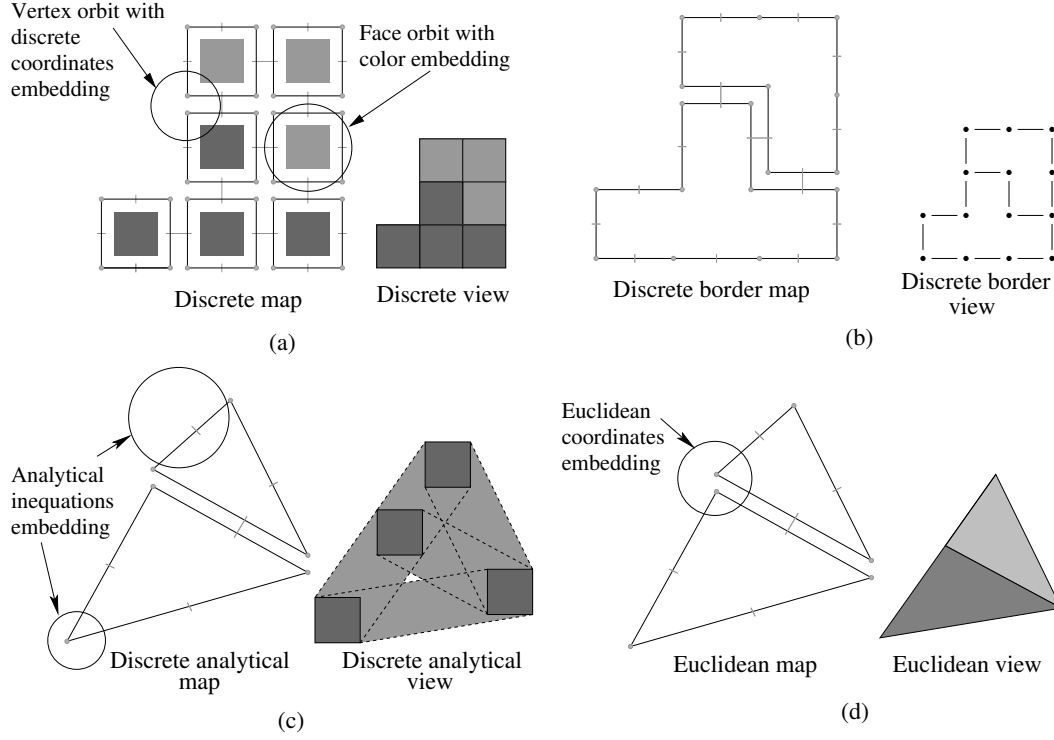 Vertex orbit with
discrete
coordinates
embedding
Face orbit with
color embedding
Discrete map
Discrete view
(a)
Discrete border map
Discrete border
view
(b)
Analytical
inequations
embedding
Discrete analytical
map
Discrete analytical
view
(c)
Euclidean
coordinates
embedding
Euclidean map
Euclidean view
(d)